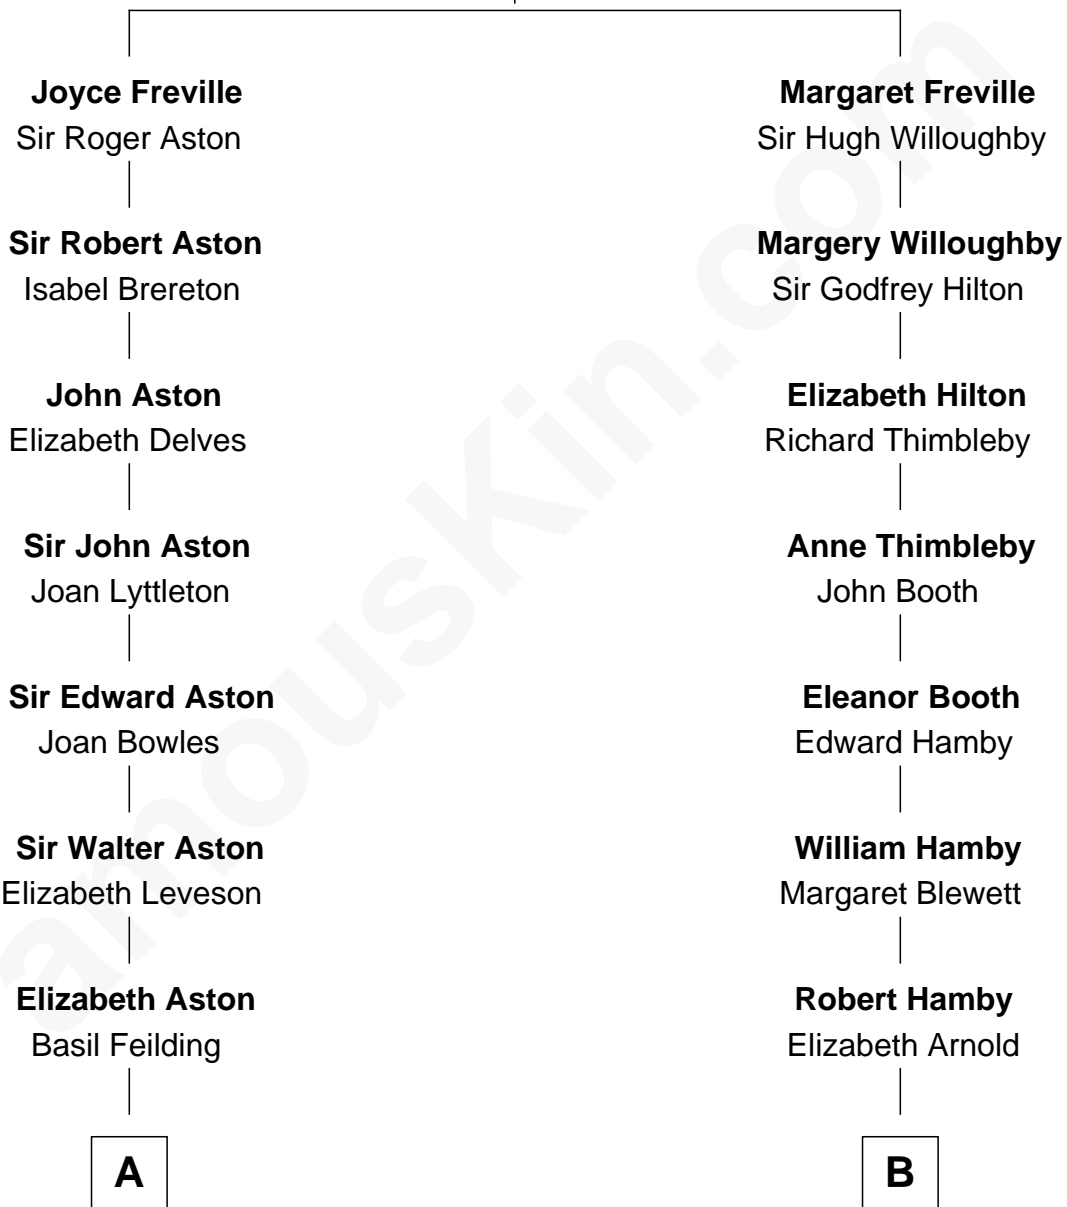 Joyce Freville
Sir Roger Aston
Sir Robert Aston
Isabel Brereton
John Aston
Elizabeth Delves
Sir John Aston
Joan Lyttleton
Sir Edward Aston
Joan Bowles
Sir Walter Aston
Elizabeth Leveson
Elizabeth Aston
Basil Feilding
A
Margaret Freville
Sir Hugh Willoughby
Margery Willoughby
Sir Godfrey Hilton
Elizabeth Hilton
Richard Thimbleby
Anne Thimbleby
John Booth
Eleanor Booth
Edward Hamby
William Hamby
Margaret Blewett
Robert Hamby
Elizabeth Arnold
B
amouskin.com